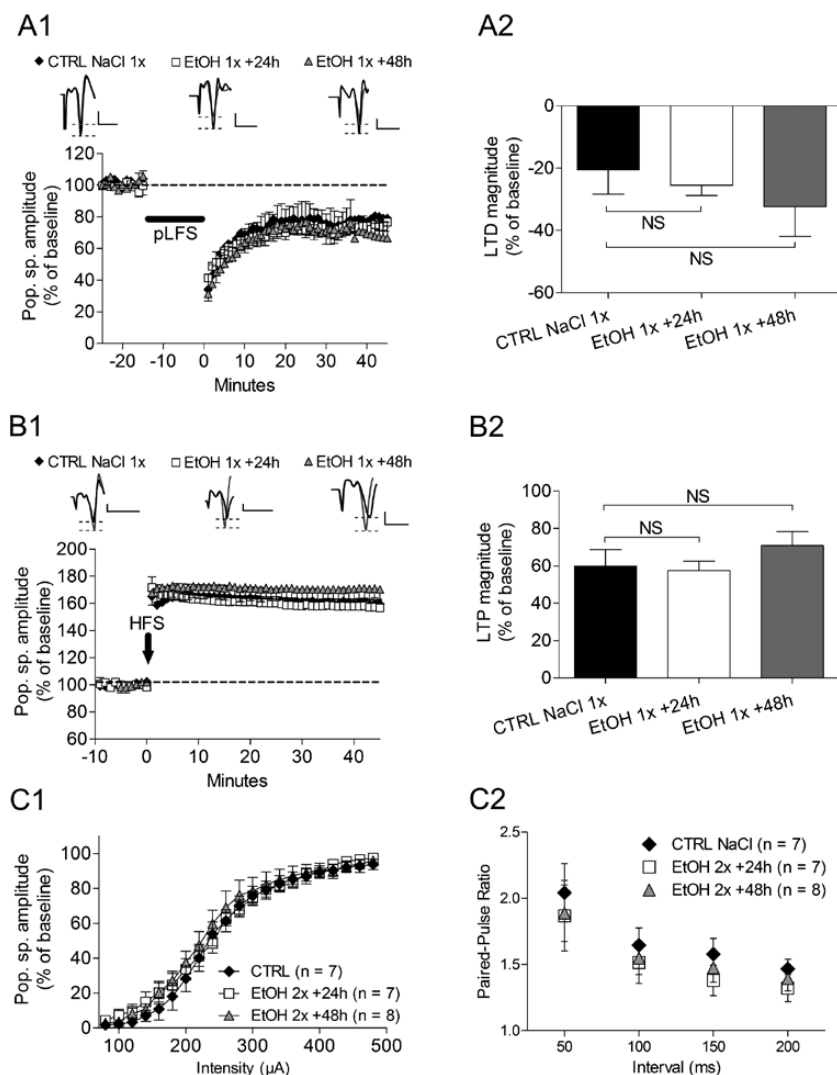 A1
◆ CTRL NaCl 1x □ EtOH 1x +24h ▲ EtOH 1x +48h
Pop. sp. amplitude
(% of baseline)
120
100
80
60
40
20
0
pLFS
-20 -10 0 10 20 30 40
Minutes
A2
LTD magnitude
(% of baseline)
0
-20
-40
-60
NS
NS
CTRL NaCl 1x
EtOH 1x +24h
EtOH 1x +48h
B1
◆ CTRL NaCl 1x □ EtOH 1x +24h ▲ EtOH 1x +48h
Pop. sp. amplitude
(% of baseline)
200
180
160
140
120
100
80
60
HFS
-10 0 10 20 30 40
Minutes
B2
LTP magnitude
(% of baseline)
100
80
60
40
20
0
NS
NS
CTRL NaCl 1x
EtOH 1x +24h
EtOH 1x +48h
C1
Pop. sp. amplitude
(% of baseline)
100
80
60
40
20
0
CTRL (n = 7)
EtOH 2x +24h (n = 7)
EtOH 2x +48h (n = 8)
100 200 300 400 500
Intensity (µA)
C2
Paired-Pulse Ratio
2.5
2.0
1.5
1.0
CTRL NaCl (n = 7)
EtOH 2x +24h (n = 7)
EtOH 2x +48h (n = 8)
50 100 150 200
Interval (ms)